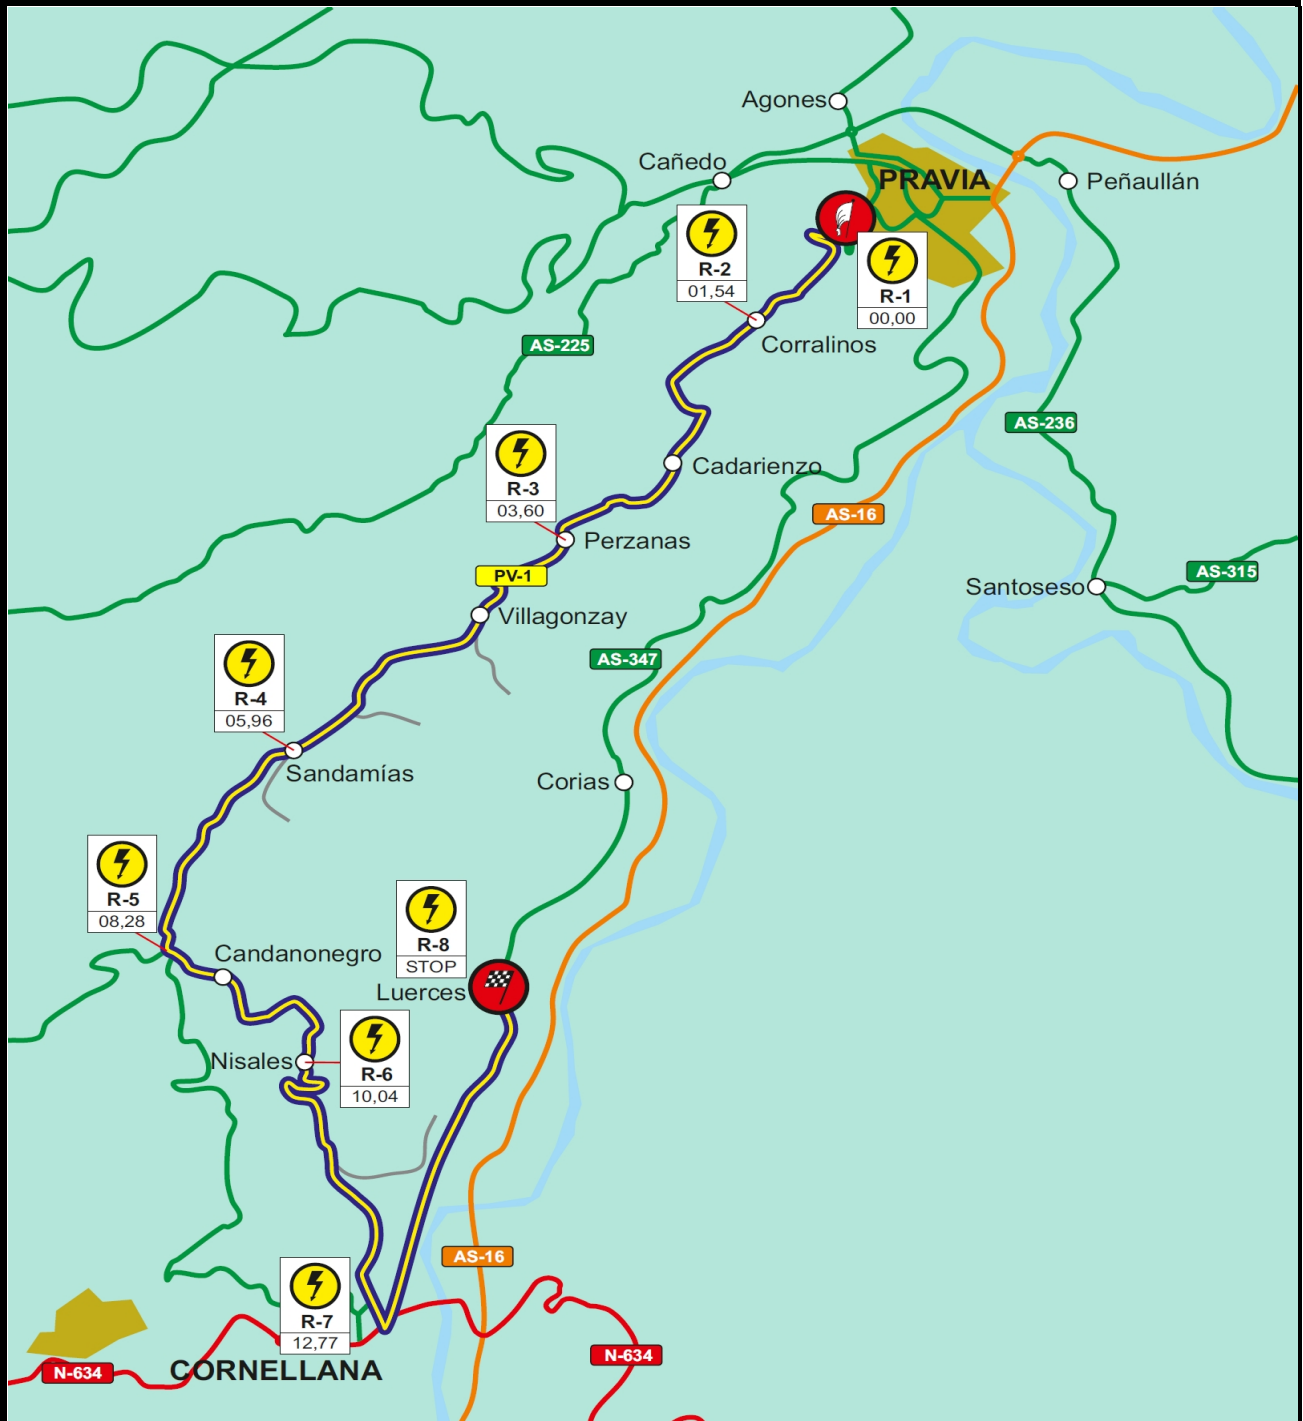 Agones
Cañedo
PRAVIA
Peñaullán
R-2
01,54
R-1
00,00
Corralinos
AS-225
AS-236
R-3
03,60
Cadarienzo
AS-16
Perzanas
PV-1
AS-315
Santoseso
Villagonzay
R-4
05,96
AS-347
Sandamías
Corias
R-5
08,28
R-8
STOP
Candanonegro
Luerces
Nisales
R-6
10,04
AS-16
R-7
12,77
N-634
N-634
CORNELLANA